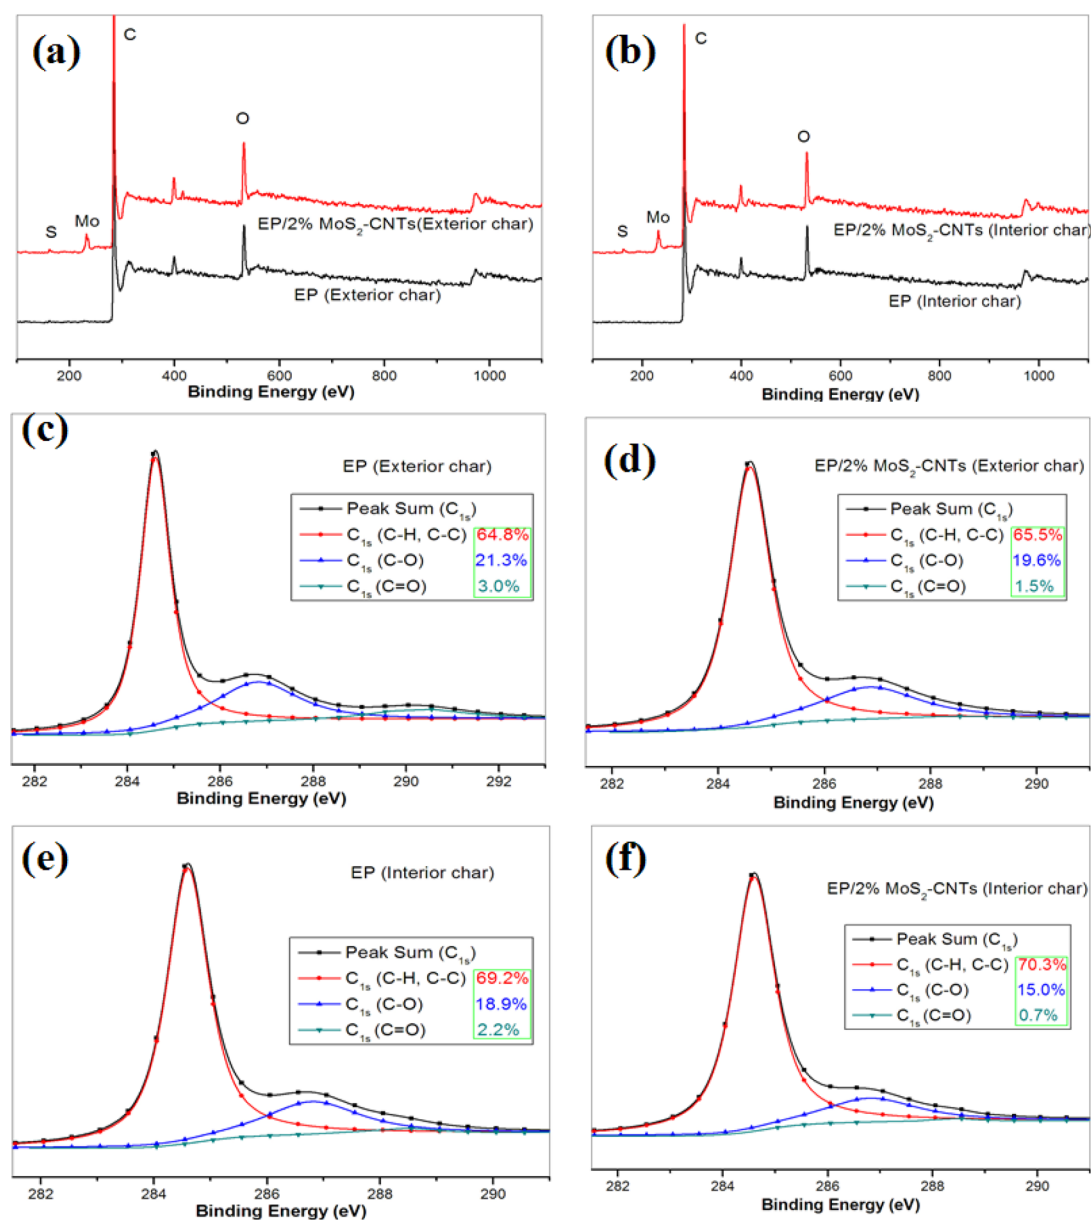 (a)
C
O
Mo
S
EP/2% MoS₂-CNTs(Exterior char)
EP (Exterior char)
200 400 600 800 1000
Binding Energy (eV)
(b)
C
O
Mo
S
EP/2% MoS₂-CNTs (Interior char)
EP (Interior char)
200 400 600 800 1000
Binding Energy (eV)
(c)
EP (Exterior char)
Peak Sum (C₁ₛ)
C₁ₛ (C-H, C-C) 64.8%
C₁ₛ (C-O) 21.3%
C₁ₛ (C=O) 3.0%
282 284 286 288 290 292
Binding Energy (eV)
(d)
EP/2% MoS₂-CNTs (Exterior char)
Peak Sum (C₁ₛ)
C₁ₛ (C-H, C-C) 65.5%
C₁ₛ (C-O) 19.6%
C₁ₛ (C=O) 1.5%
282 284 286 288 290
Binding Energy (eV)
(e)
EP (Interior char)
Peak Sum (C₁ₛ)
C₁ₛ (C-H, C-C) 69.2%
C₁ₛ (C-O) 18.9%
C₁ₛ (C=O) 2.2%
282 284 286 288 290
Binding Energy (eV)
(f)
EP/2% MoS₂-CNTs (Interior char)
Peak Sum (C₁ₛ)
C₁ₛ (C-H, C-C) 70.3%
C₁ₛ (C-O) 15.0%
C₁ₛ (C=O) 0.7%
282 284 286 288 290
Binding Energy (eV)